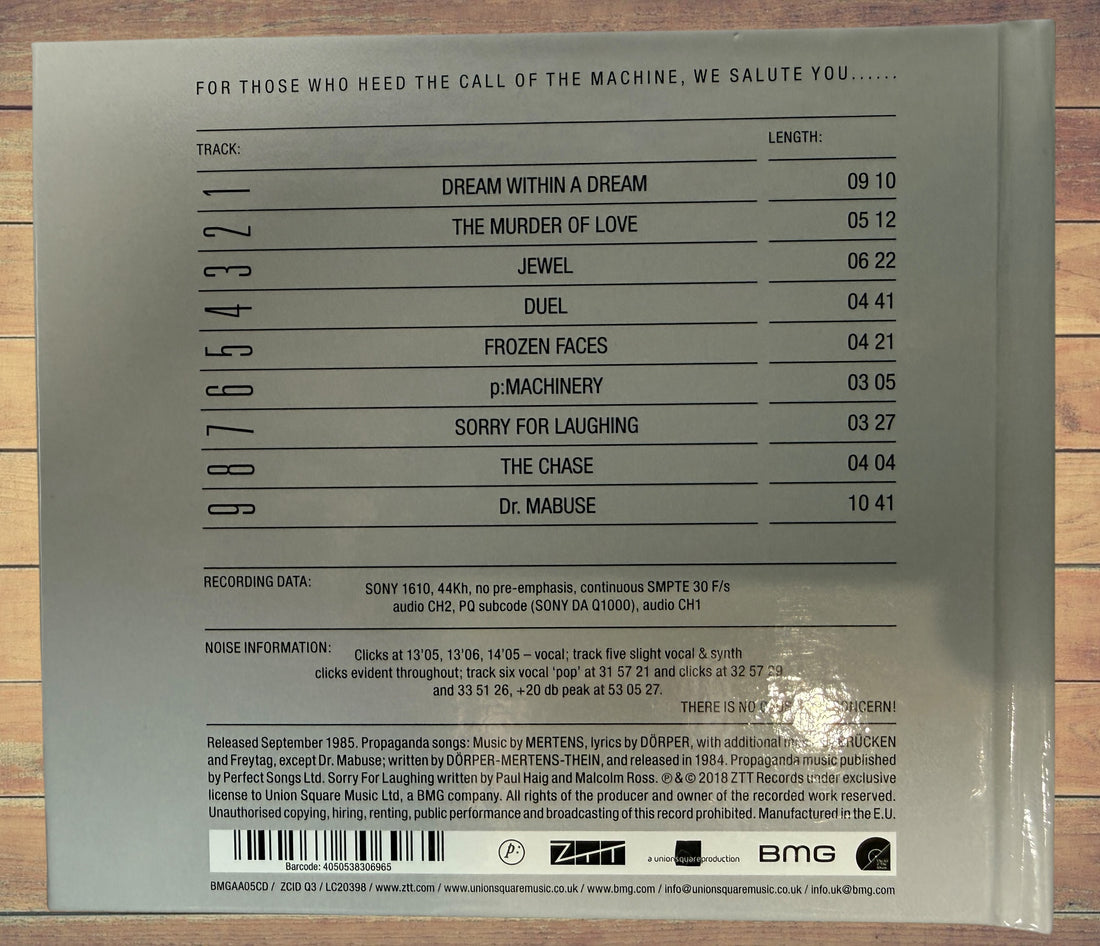 FOR THOSE WHO HEED THE CALL OF THE MACHINE, WE SALUTE YOU......
TRACK: LENGTH:
1 DREAM WITHIN A DREAM 09 10
2 THE MURDER OF LOVE 05 12
3 JEWEL 06 22
4 DUEL 04 41
5 FROZEN FACES 04 21
6 p:MACHINERY 03 05
7 SORRY FOR LAUGHING 03 27
8 THE CHASE 04 04
9 Dr. MABUSE 10 41
RECORDING DATA: SONY 1610, 44Kh, no pre-emphasis, continuous SMPTE 30 F/s
audio CH2, PQ subcode (SONY DA Q1000), audio CH1
NOISE INFORMATION: Clicks at 13'05, 13'06, 14'05 – vocal; track five slight vocal & synth
clicks evident throughout; track six vocal 'pop' at 31 57 21 and clicks at 32 57 29
and 33 51 26, +20 db peak at 53 05 27.
THERE IS NO CONCERN!
Released September 1985. Propaganda songs: Music by MERTENS, lyrics by DÖRPER, with additional BRÜCKEN
and Freytag, except Dr. Mabuse; written by DÖRPER-MERTENS-THEIN, and released in 1984. Propaganda music published
by Perfect Songs Ltd. Sorry For Laughing written by Paul Haig and Malcolm Ross. ℗ & © 2018 ZTT Records under exclusive
license to Union Square Music Ltd, a BMG company. All rights of the producer and owner of the recorded work reserved.
Unauthorised copying, hiring, renting, public performance and broadcasting of this record prohibited. Manufactured in the E.U.
Barcode: 4050538306965
p: ZTT a unionsquareproduction BMG
BMGAA05CD / ZCID Q3 / LC20398 / www.ztt.com / www.unionsquaremusic.co.uk / www.bmg.com / info@unionsquaremusic.co.uk / info.uk@bmg.com